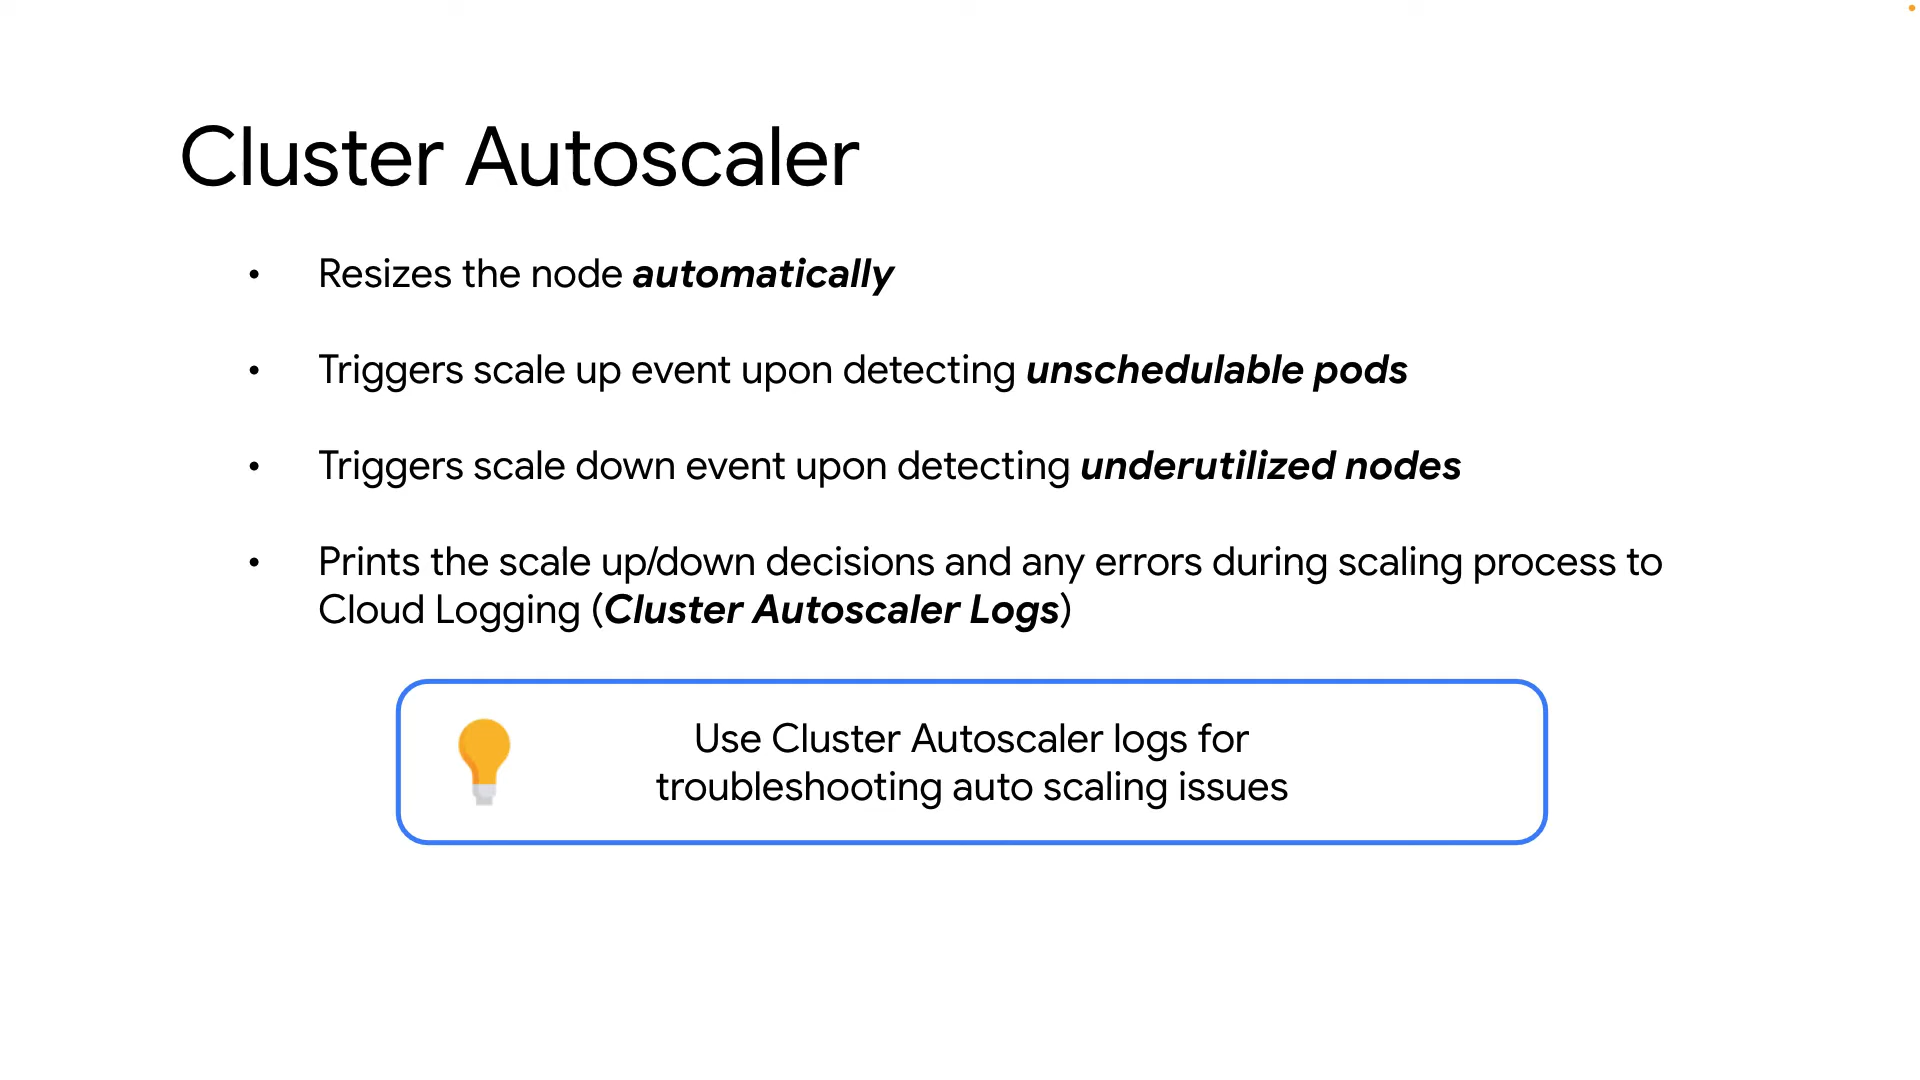 Cluster Autoscaler
• Resizes the node automatically
• Triggers scale up event upon detecting unschedulable pods
• Triggers scale down event upon detecting underutilized nodes
• Prints the scale up/down decisions and any errors during scaling process to
Cloud Logging (Cluster Autoscaler Logs)
Use Cluster Autoscaler logs for
troubleshooting auto scaling issues